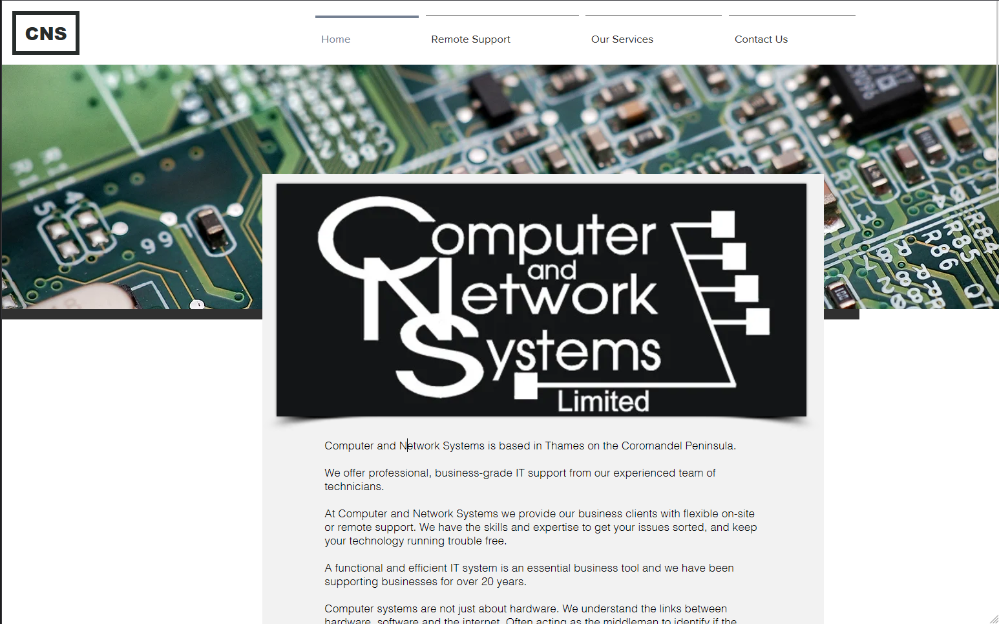 CNS
Home
Remote Support
Our Services
Contact Us
R114
R115
99
R113
R86
Computer
and
Network
Systems
Limited
Computer and Network Systems is based in Thames on the Coromandel Peninsula.
We offer professional, business-grade IT support from our experienced team of
technicians.
At Computer and Network Systems we provide our business clients with flexible on-site
or remote support. We have the skills and expertise to get your issues sorted, and keep
your technology running trouble free.
A functional and efficient IT system is an essential business tool and we have been
supporting businesses for over 20 years.
Computer systems are not just about hardware. We understand the links between
hardware, software and the internet. Often acting as the middleman to identify if the